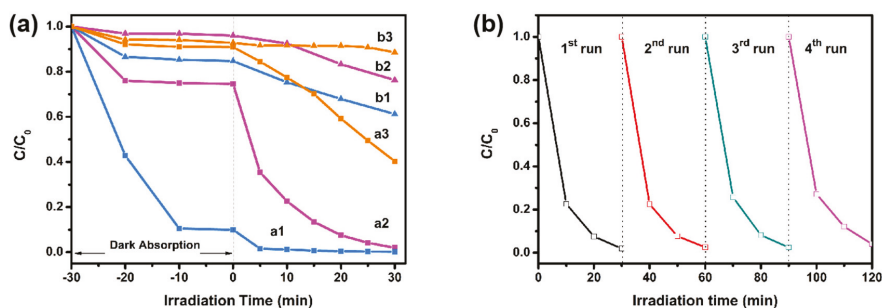 (a)
1.0
0.8
0.6
0.4
0.2
0.0
C/C0
b3
b2
b1
a3
a2
a1
Dark Absorption
-30 -20 -10 0 10 20 30
Irradiation Time (min)
(b)
1.0
0.8
0.6
0.4
0.2
0.0
C/C0
1st run 2nd run 3rd run 4th run
0 20 40 60 80 100 120
Irradiation time (min)